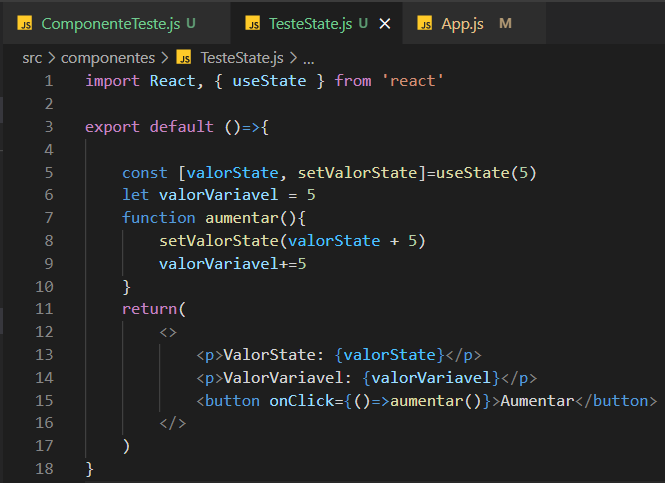 JS ComponenteTeste.js U JS TesteState.js U × JS App.js M
src > componentes > JS TesteState.js > ...
1 import React, { useState } from 'react'
2
3 export default ()=>{
4
5 const [valorState, setValorState]=useState(5)
6 let valorVariavel = 5
7 function aumentar(){
8 setValorState(valorState + 5)
9 valorVariavel+=5
10 }
11 return(
12 <>
13 <p>ValorState: {valorState}</p>
14 <p>ValorVariavel: {valorVariavel}</p>
15 <button onClick={()=>aumentar()}>Aumentar</button>
16 </>
17 )
18 }